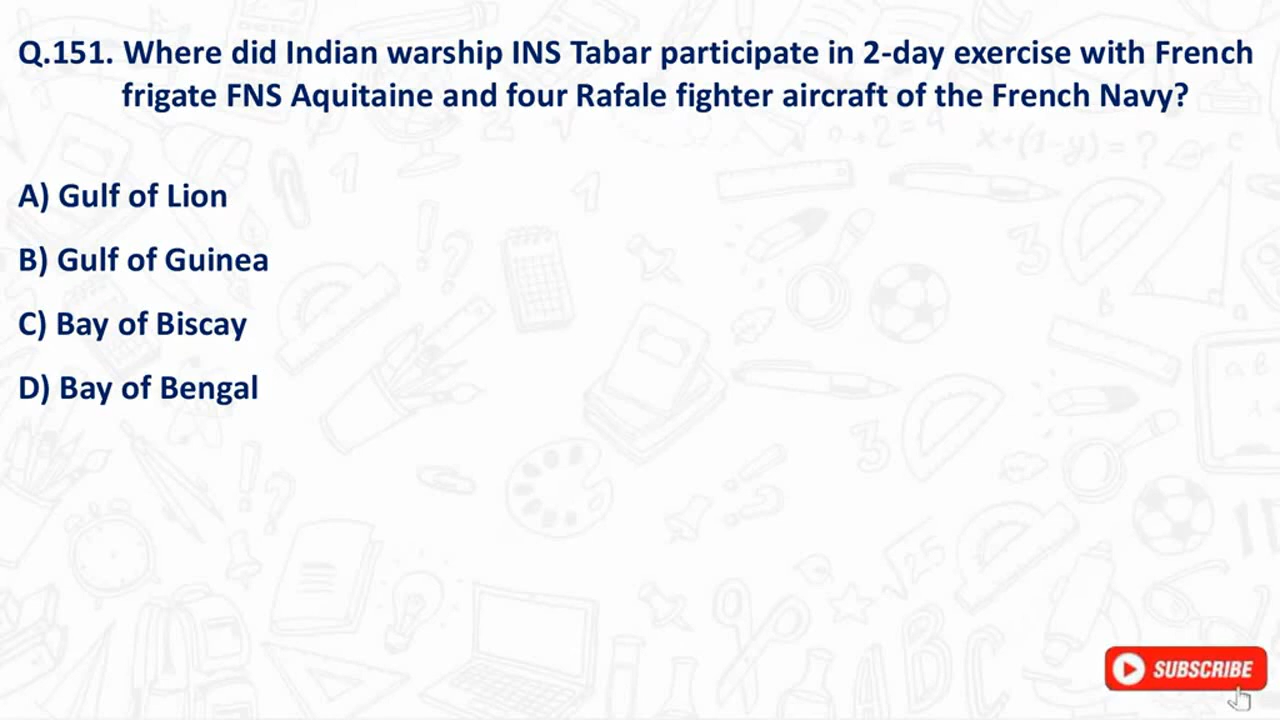 Q.151. Where did Indian warship INS Tabar participate in 2-day exercise with French
frigate FNS Aquitaine and four Rafale fighter aircraft of the French Navy?
A) Gulf of Lion
B) Gulf of Guinea
C) Bay of Biscay
D) Bay of Bengal
SUBSCRIBE